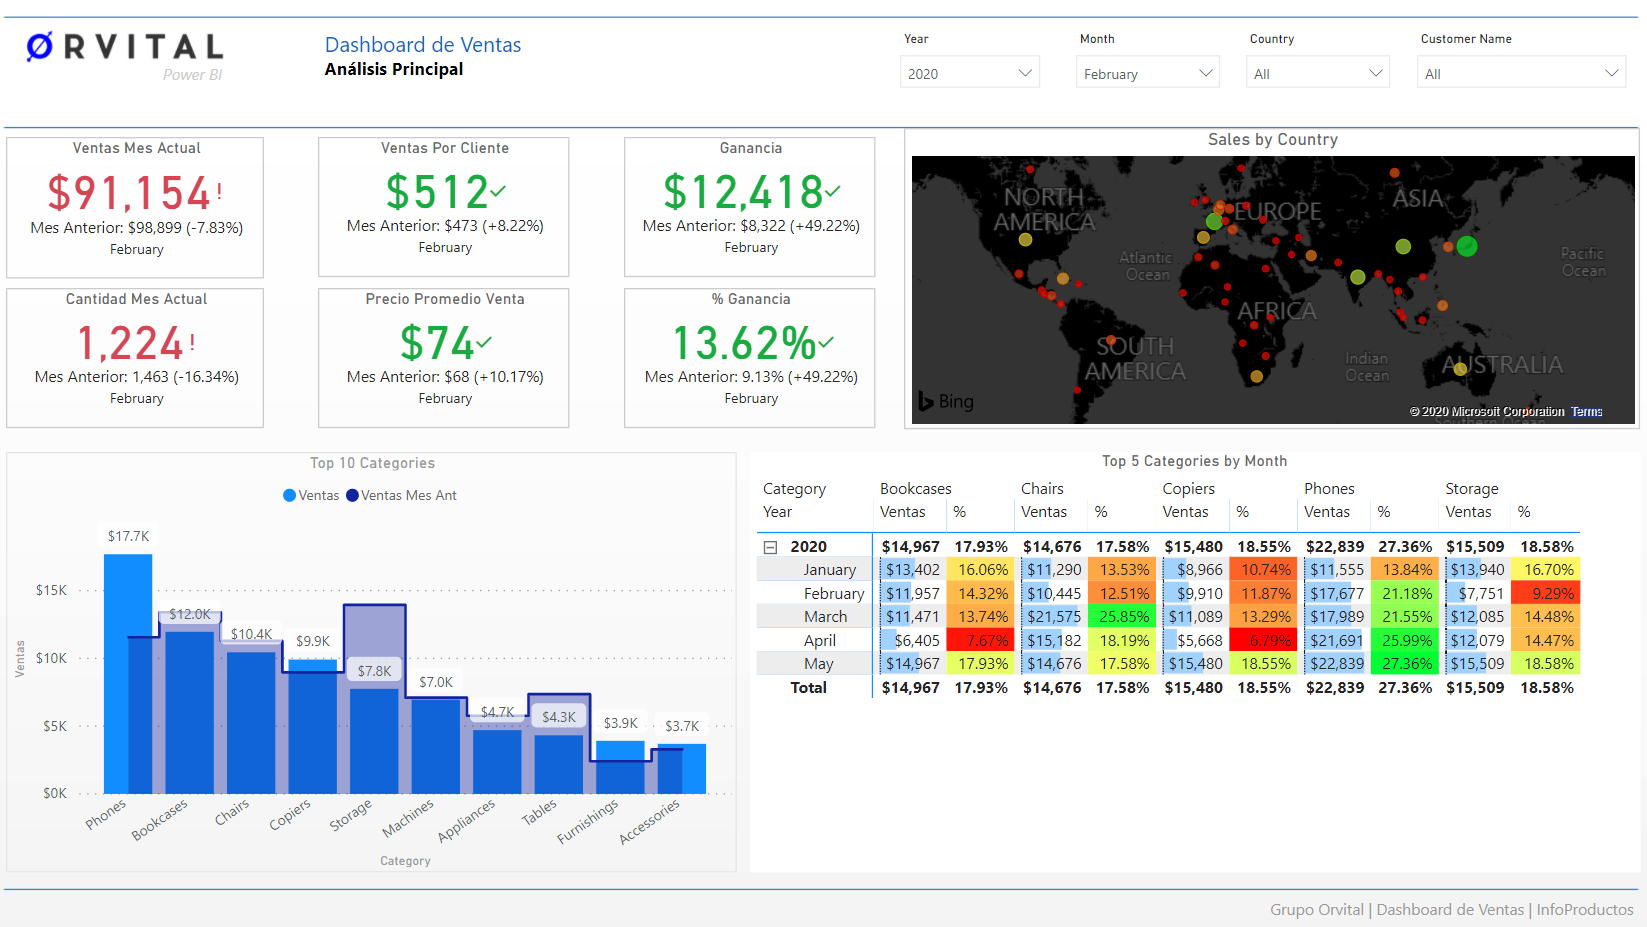 ØRVITAL
Power BI
Dashboard de Ventas
Análisis Principal
Year
2020
Month
February
Country
All
Customer Name
All
Ventas Mes Actual
$91,154!
Mes Anterior: $98,899 (-7.83%)
February
Ventas Por Cliente
$512
Mes Anterior: $473 (+8.22%)
February
Ganancia
$12,418
Mes Anterior: $8,322 (+49.22%)
February
Cantidad Mes Actual
1,224!
Mes Anterior: 1,463 (-16.34%)
February
Precio Promedio Venta
$74
Mes Anterior: $68 (+10.17%)
February
% Ganancia
13.62%
Mes Anterior: 9.13% (+49.22%)
February
Sales by Country
NORTH
AMERICA
EUROPE
ASIA
Atlantic
Ocean
Pacific
Ocean
AFRICA
SOUTH
AMERICA
Indian
Ocean
AUSTRALIA
Bing
© 2020 Microsoft Corporation Terms
Southern Ocean
Top 10 Categories
Ventas Ventas Mes Ant
$17.7K
$12.0K
$10.4K
$9.9K
$7.8K
$7.0K
$4.7K
$4.3K
$3.9K
$3.7K
$15K
$10K
$5K
$0K
Ventas
Phones
Bookcases
Chairs
Copiers
Storage
Machines
Appliances
Tables
Furnishings
Accessories
Category
Top 5 Categories by Month
Category Bookcases Chairs Copiers Phones Storage
Year Ventas % Ventas % Ventas % Ventas % Ventas %
2020 $14,967 17.93% $14,676 17.58% $15,480 18.55% $22,839 27.36% $15,509 18.58%
January $13,402 16.06% $11,290 13.53% $8,966 10.74% $11,555 13.84% $13,940 16.70%
February $11,957 14.32% $10,445 12.51% $9,910 11.87% $17,677 21.18% $7,751 9.29%
March $11,471 13.74% $21,575 25.85% $11,089 13.29% $17,989 21.55% $12,085 14.48%
April $6,405 7.67% $15,182 18.19% $5,668 6.79% $21,691 25.99% $12,079 14.47%
May $14,967 17.93% $14,676 17.58% $15,480 18.55% $22,839 27.36% $15,509 18.58%
Total $14,967 17.93% $14,676 17.58% $15,480 18.55% $22,839 27.36% $15,509 18.58%
Grupo Orvital | Dashboard de Ventas | InfoProductos